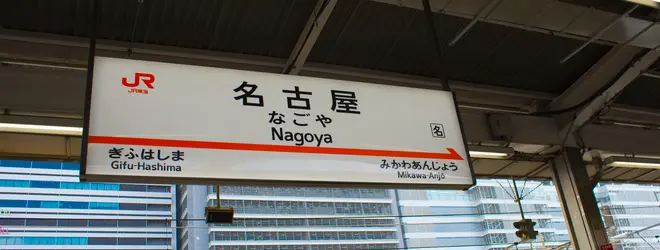 JR
JR東海
名古屋
なごや
Nagoya
名
ぎふはしま
Gifu-Hashima
みかわあんじょう
Mikawa-Anjō